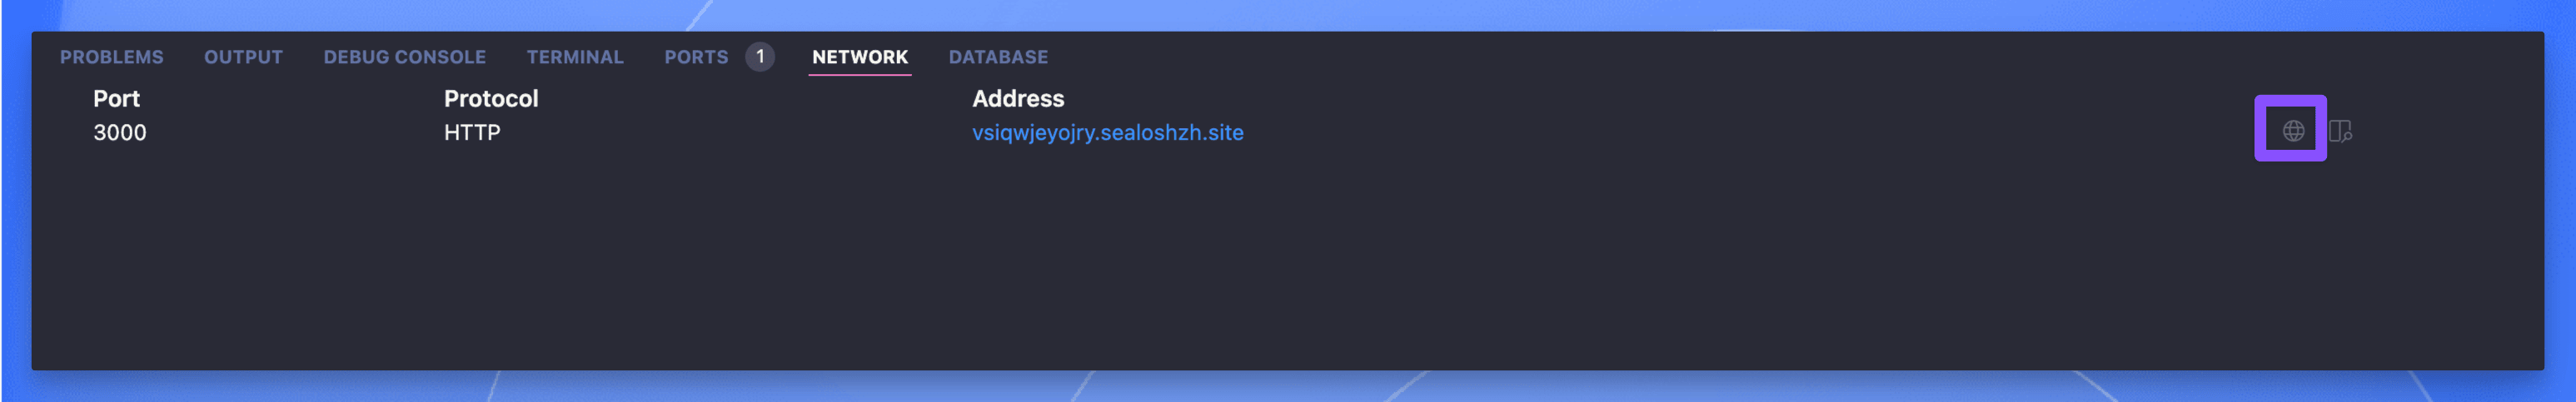 PROBLEMS OUTPUT DEBUG CONSOLE TERMINAL PORTS 1 NETWORK DATABASE
Port Protocol Address
3000 HTTP vsiqwjeyojry.sealoshzh.site